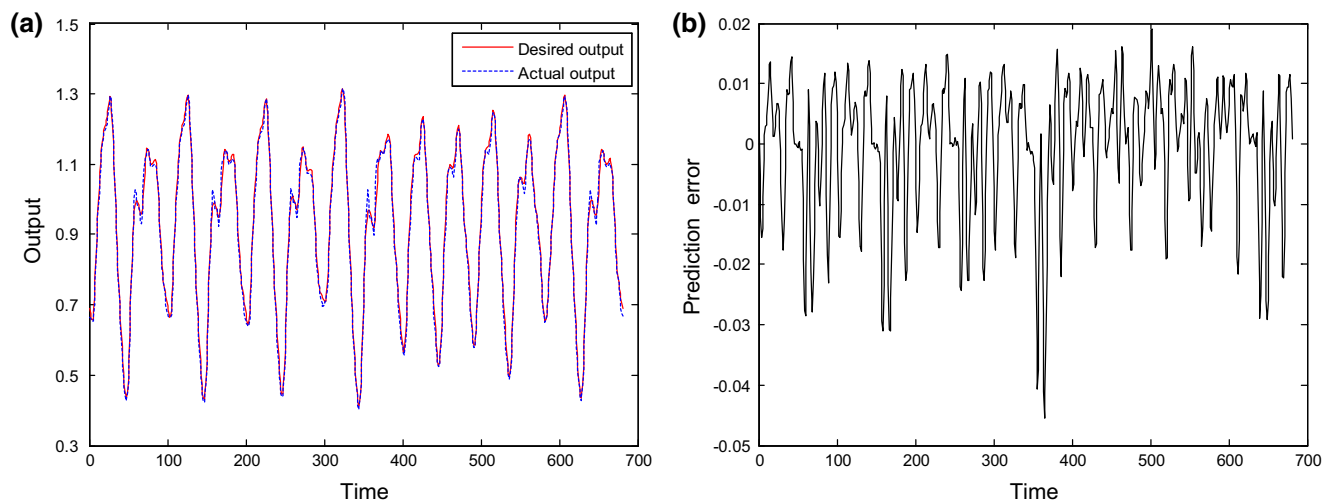 (a)
1.5
1.3
1.1
0.9
0.7
0.5
0.3
Output
Desired output
Actual output
0 100 200 300 400 500 600 700
Time
(b)
0.02
0.01
0
-0.01
-0.02
-0.03
-0.04
-0.05
Prediction error
0 100 200 300 400 500 600 700
Time